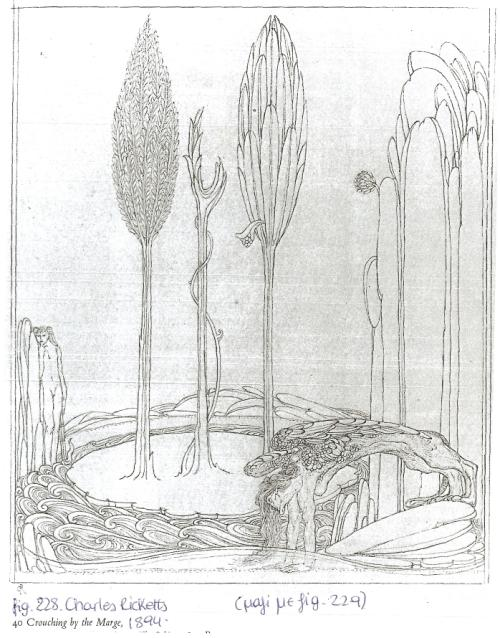 fig. 228. Charles Ricketts (μαζί με fig. 229)
40 Crouching by the Marge, 1894.